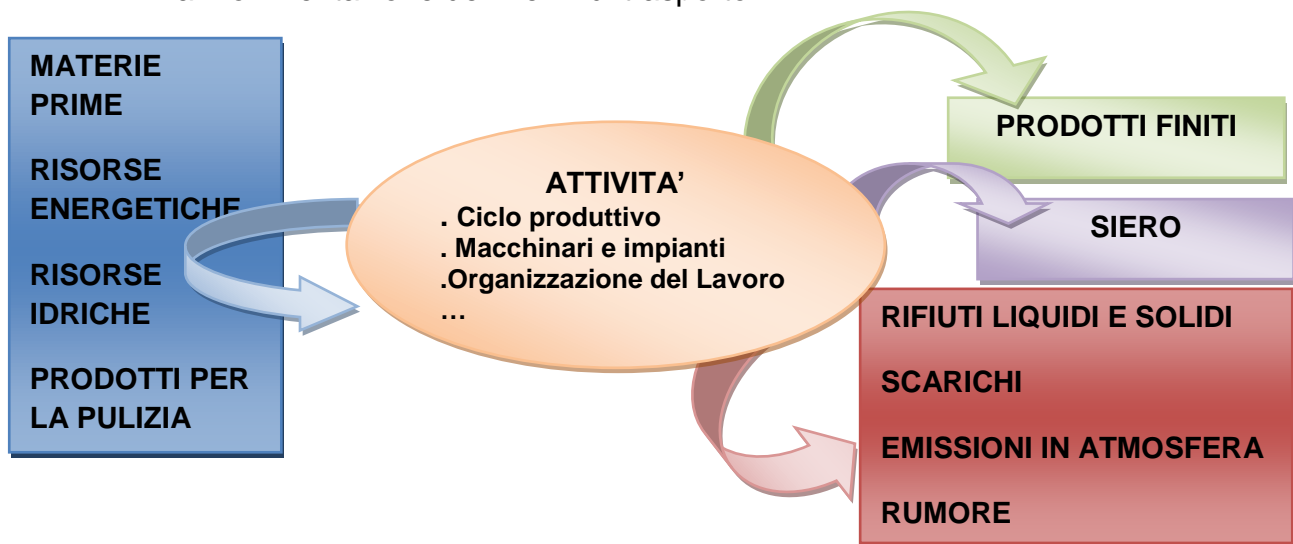 MATERIE
PRIME
RISORSE
ENERGETICHE
RISORSE
IDRICHE
PRODOTTI PER
LA PULIZIA
ATTIVITA’
. Ciclo produttivo
. Macchinari e impianti
.Organizzazione del Lavoro
…
PRODOTTI FINITI
SIERO
RIFIUTI LIQUIDI E SOLIDI
SCARICHI
EMISSIONI IN ATMOSFERA
RUMORE